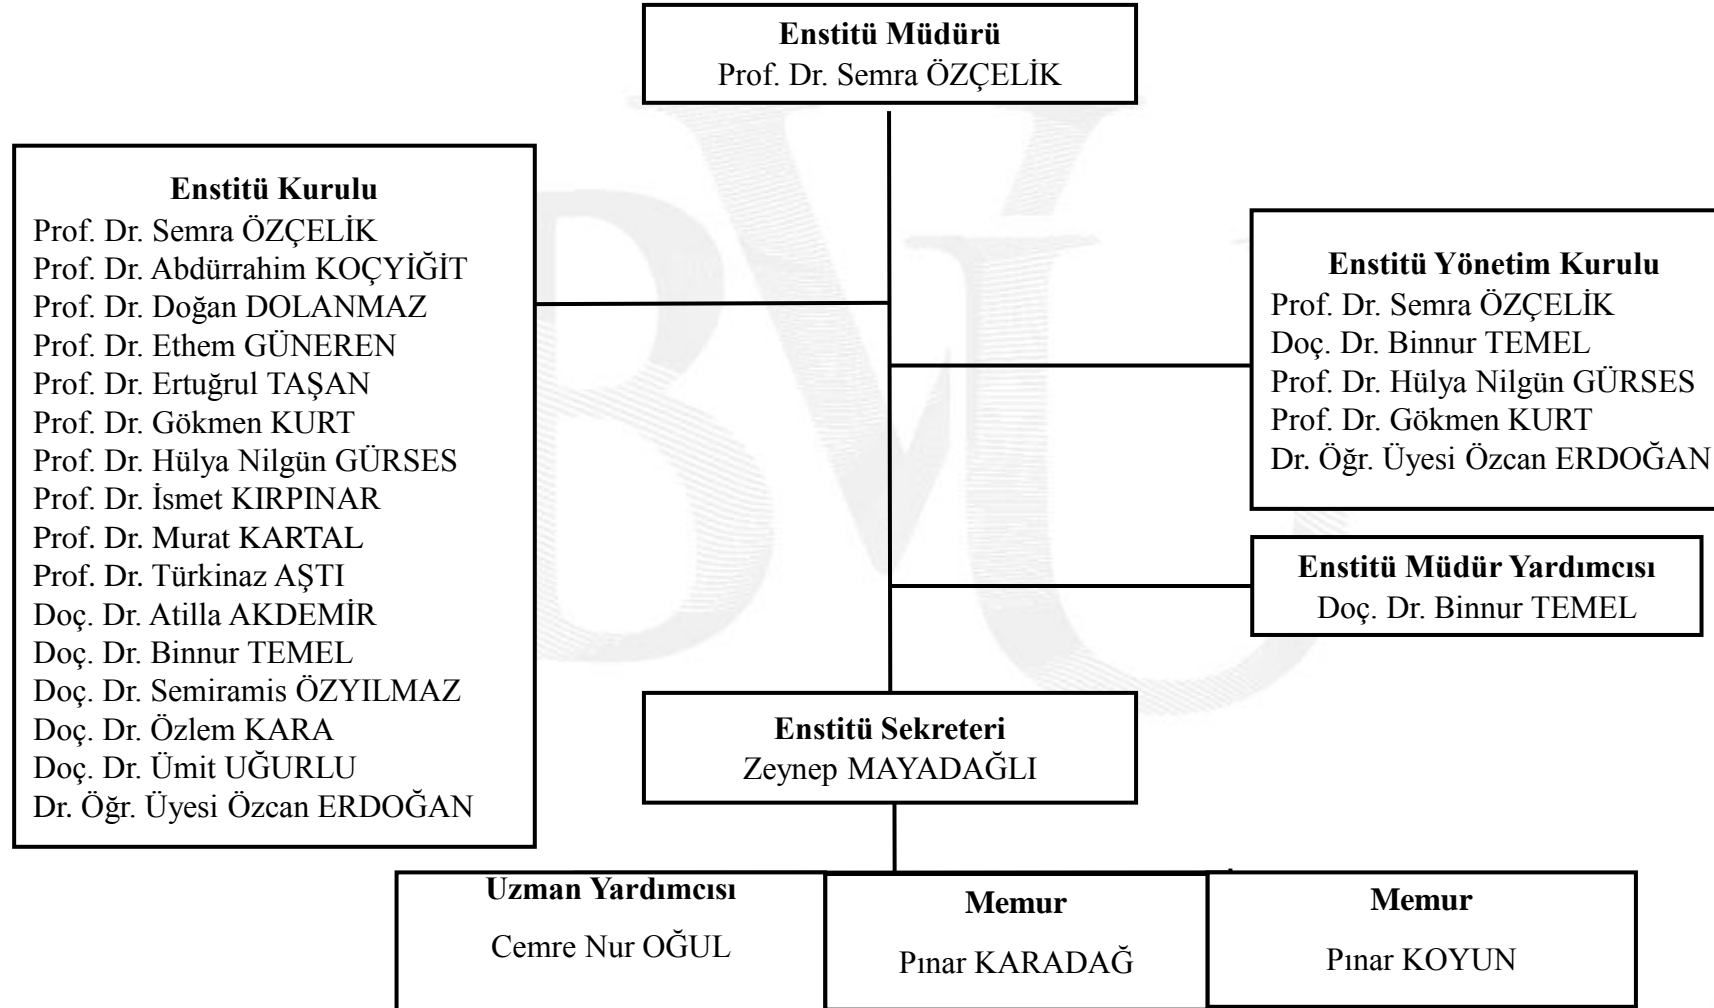 Enstitü Müdürü
Prof. Dr. Semra ÖZÇELİK
Enstitü Kurulu
Prof. Dr. Semra ÖZÇELİK
Prof. Dr. Abdürrahim KOÇYİĞİT
Prof. Dr. Doğan DOLANMAZ
Prof. Dr. Ethem GÜNEREN
Prof. Dr. Ertuğrul TAŞAN
Prof. Dr. Gökmen KURT
Prof. Dr. Hülya Nilgün GÜRSES
Prof. Dr. İsmet KIRPINAR
Prof. Dr. Murat KARTAL
Prof. Dr. Türkinaz AŞTI
Doç. Dr. Atilla AKDEMİR
Doç. Dr. Binnur TEMEL
Doç. Dr. Semiramis ÖZYILMAZ
Doç. Dr. Özlem KARA
Doç. Dr. Ümit UĞURLU
Dr. Öğr. Üyesi Özcan ERDOĞAN
Enstitü Yönetim Kurulu
Prof. Dr. Semra ÖZÇELİK
Doç. Dr. Binnur TEMEL
Prof. Dr. Hülya Nilgün GÜRSES
Prof. Dr. Gökmen KURT
Dr. Öğr. Üyesi Özcan ERDOĞAN
Enstitü Müdür Yardımcısı
Doç. Dr. Binnur TEMEL
Enstitü Sekreteri
Zeynep MAYADAĞLI
Uzman Yardımcısı
Cemre Nur OĞUL
Memur
Pınar KARADAĞ
Memur
Pınar KOYUN
BVU